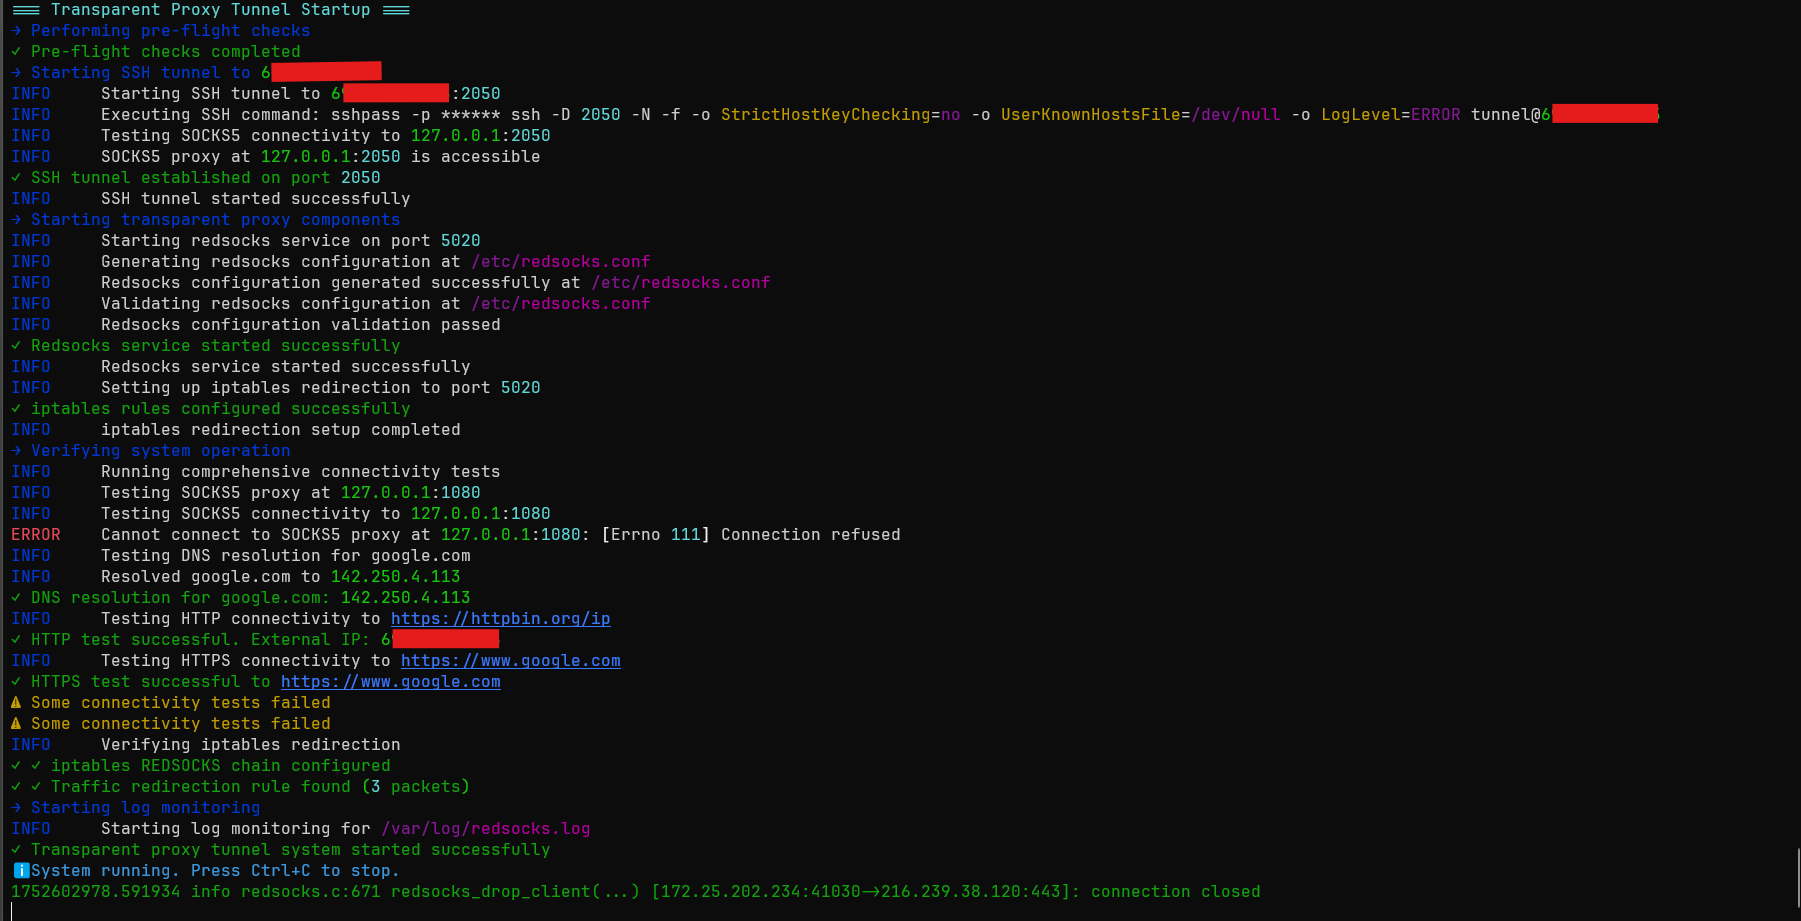 ═══ Transparent Proxy Tunnel Startup ═══
→ Performing pre-flight checks
✓ Pre-flight checks completed
→ Starting SSH tunnel to 6
INFO Starting SSH tunnel to 69:2050
INFO Executing SSH command: sshpass -p ****** ssh -D 2050 -N -f -o StrictHostKeyChecking=no -o UserKnownHostsFile=/dev/null -o LogLevel=ERROR tunnel@6
INFO Testing SOCKS5 connectivity to 127.0.0.1:2050
INFO SOCKS5 proxy at 127.0.0.1:2050 is accessible
✓ SSH tunnel established on port 2050
INFO SSH tunnel started successfully
→ Starting transparent proxy components
INFO Starting redsocks service on port 5020
INFO Generating redsocks configuration at /etc/redsocks.conf
INFO Redsocks configuration generated successfully at /etc/redsocks.conf
INFO Validating redsocks configuration at /etc/redsocks.conf
INFO Redsocks configuration validation passed
✓ Redsocks service started successfully
INFO Redsocks service started successfully
INFO Setting up iptables redirection to port 5020
✓ iptables rules configured successfully
INFO iptables redirection setup completed
→ Verifying system operation
INFO Running comprehensive connectivity tests
INFO Testing SOCKS5 proxy at 127.0.0.1:1080
INFO Testing SOCKS5 connectivity to 127.0.0.1:1080
ERROR Cannot connect to SOCKS5 proxy at 127.0.0.1:1080: [Errno 111] Connection refused
INFO Testing DNS resolution for google.com
INFO Resolved google.com to 142.250.4.113
✓ DNS resolution for google.com: 142.250.4.113
INFO Testing HTTP connectivity to https://httpbin.org/ip
✓ HTTP test successful. External IP: 6
INFO Testing HTTPS connectivity to https://www.google.com
✓ HTTPS test successful to https://www.google.com
⚠ Some connectivity tests failed
⚠ Some connectivity tests failed
INFO Verifying iptables redirection
✓ ✓ iptables REDSOCKS chain configured
✓ ✓ Traffic redirection rule found (3 packets)
→ Starting log monitoring
INFO Starting log monitoring for /var/log/redsocks.log
✓ Transparent proxy tunnel system started successfully
ℹ System running. Press Ctrl+C to stop.
1752602978.591934 info redsocks.c:671 redsocks_drop_client(...) [172.25.202.234:41030->216.239.38.120:443]: connection closed